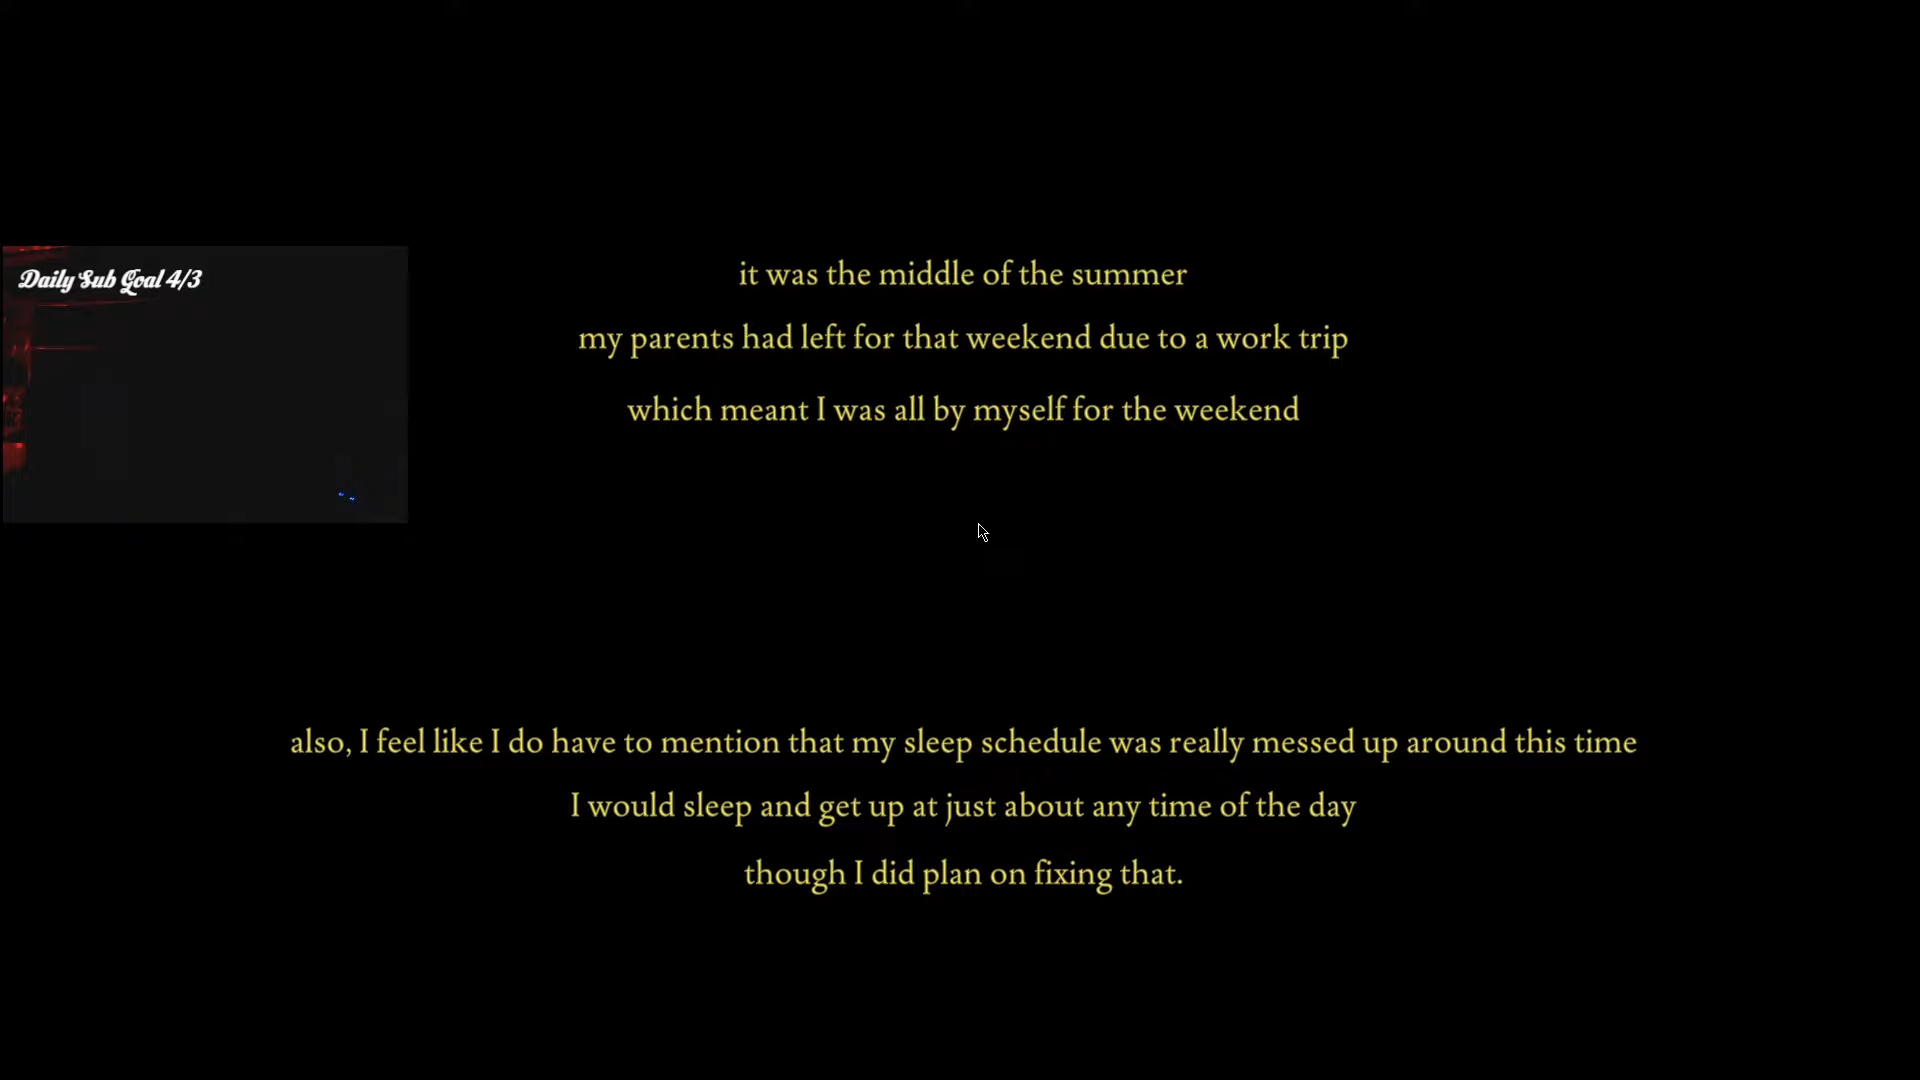 Daily Sub Goal 4/3
it was the middle of the summer
my parents had left for that weekend due to a work trip
which meant I was all by myself for the weekend
also, I feel like I do have to mention that my sleep schedule was really messed up around this time
I would sleep and get up at just about any time of the day
though I did plan on fixing that.